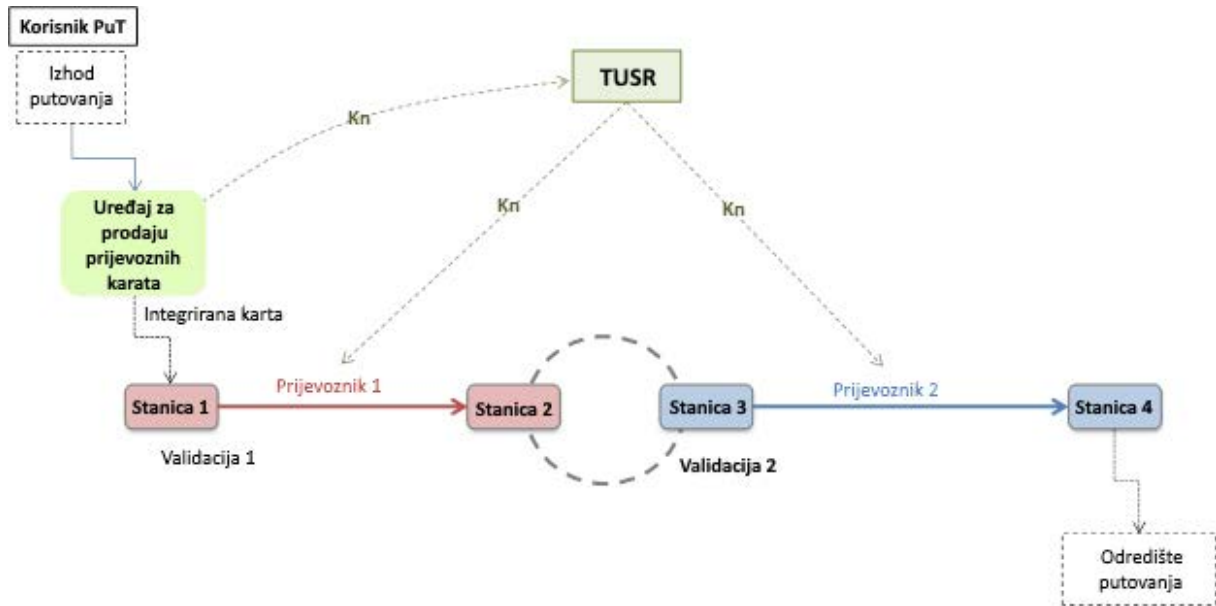 Korisnik PuT
Izhod
putovanja
TUSR
Kn
Uređaj za
prodaju
prijevoznih
karata
Kn
Kn
Integrirana karta
Prijevoznik 1
Prijevoznik 2
Stanica 1
Stanica 2
Stanica 3
Stanica 4
Validacija 1
Validacija 2
Odredište
putovanja